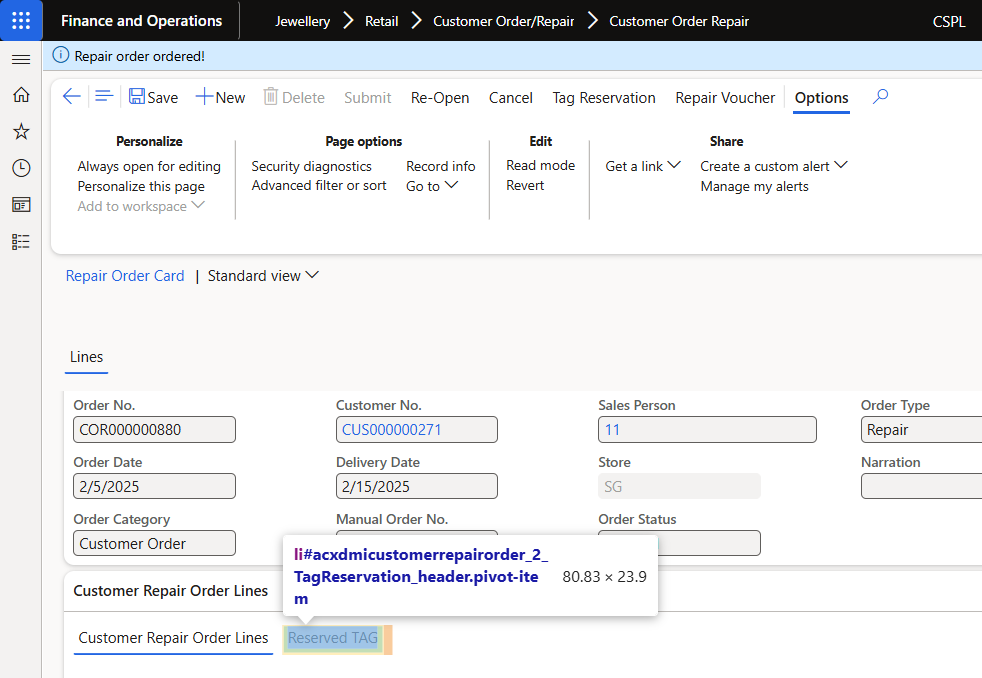 Finance and Operations
Jewellery > Retail > Customer Order/Repair > Customer Order Repair
CSPL
Repair order ordered!
Save New Delete Submit Re-Open Cancel Tag Reservation Repair Voucher Options
Personalize
Always open for editing
Personalize this page
Add to workspace
Page options
Security diagnostics
Advanced filter or sort
Record info
Go to
Edit
Read mode
Revert
Share
Get a link
Create a custom alert
Manage my alerts
Repair Order Card | Standard view
Lines
Order No. Customer No. Sales Person Order Type
COR000000880 CUS000000271 11 Repair
Order Date Delivery Date Store Narration
2/5/2025 2/15/2025 SG
Order Category Manual Order No. Order Status
Customer Order
li#acxdmicustomerrepairorder_2_
TagReservation_header.pivot-ite
m
80.83 × 23.9
Customer Repair Order Lines
Customer Repair Order Lines Reserved TAG